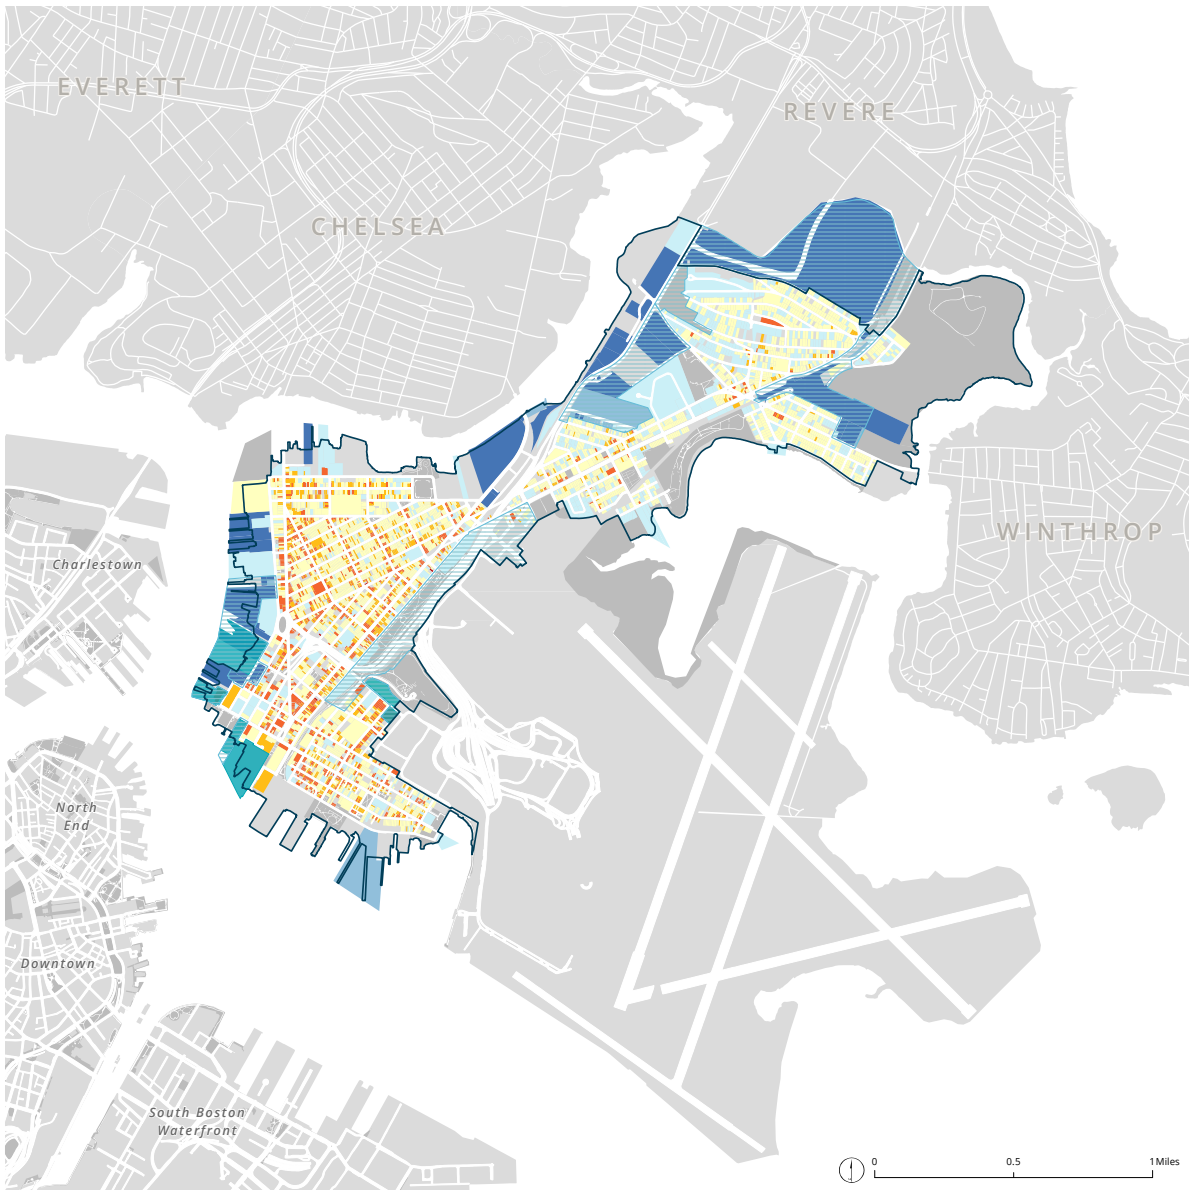 EVERETT
REVERE
CHELSEA
WINTHROP
Charlestown
North
End
Downtown
South Boston
Waterfront
0 0.5 1 Miles